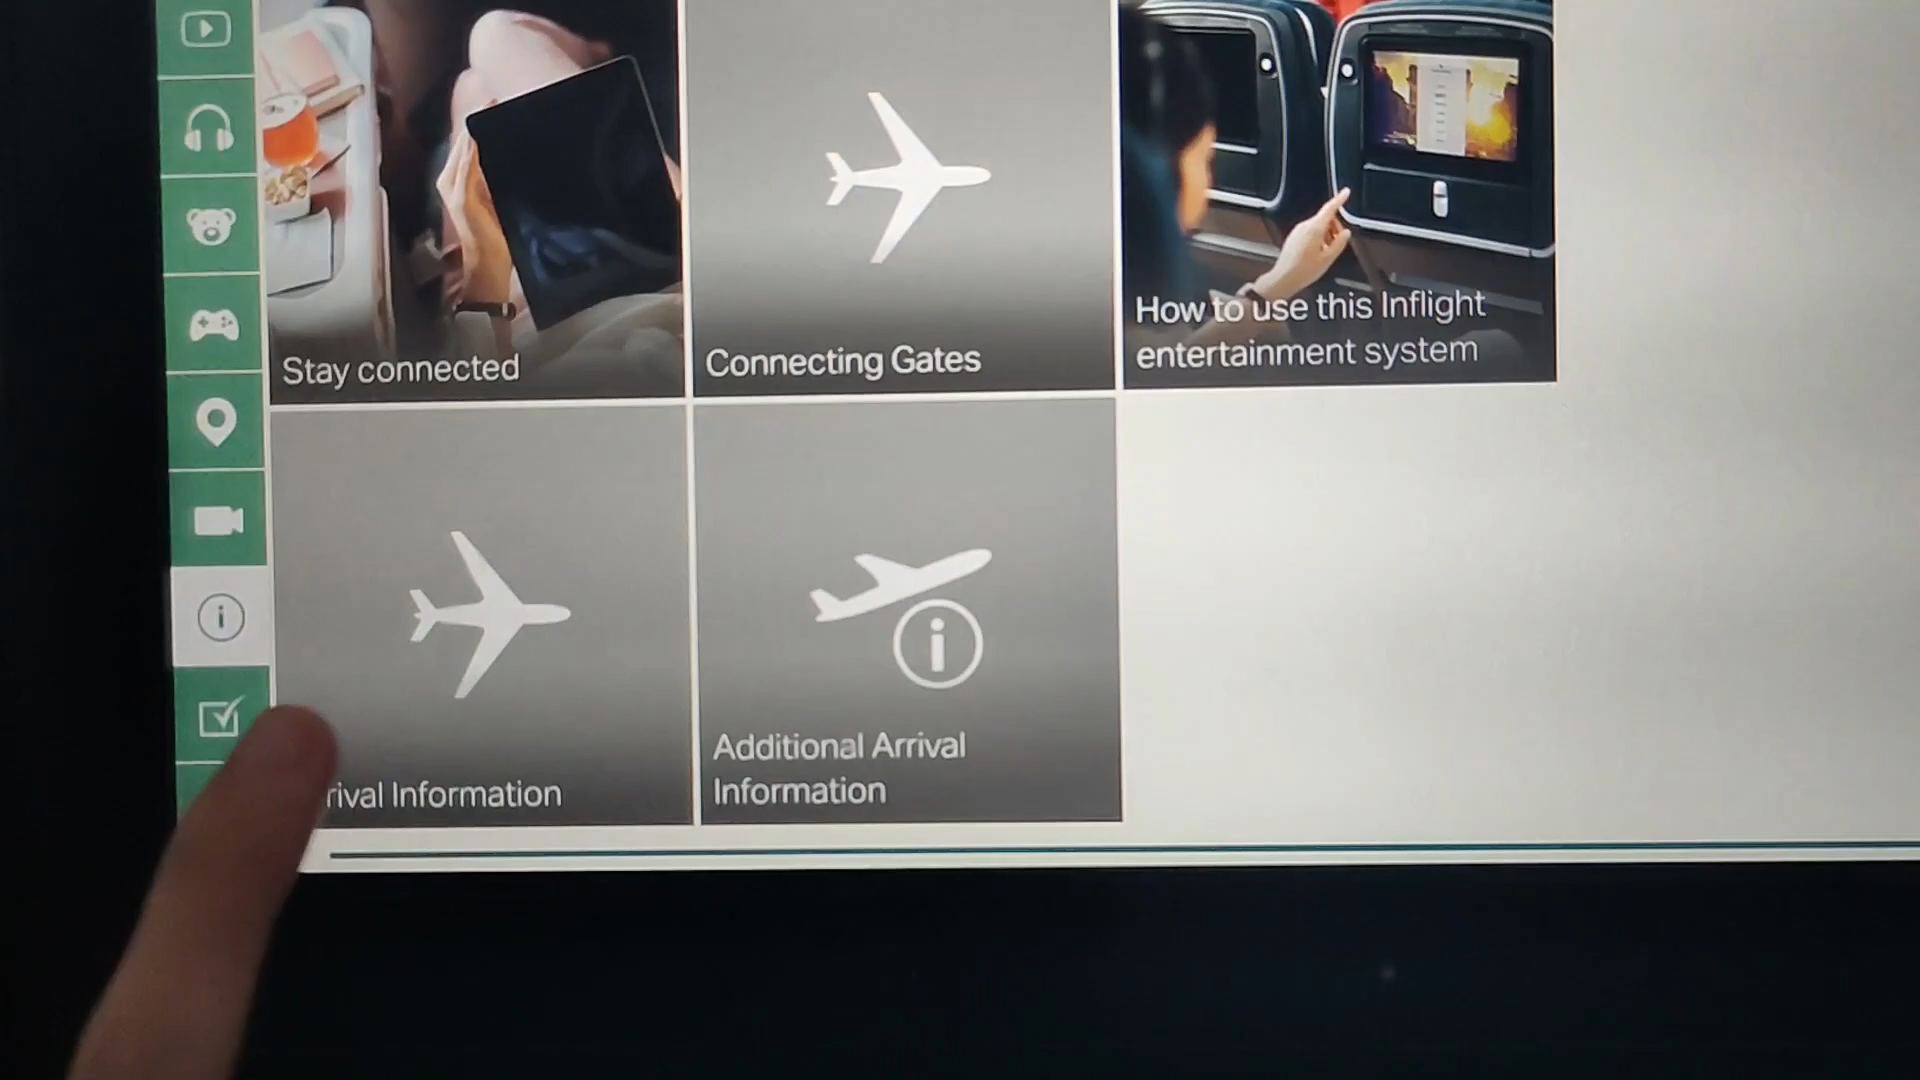 Stay connected
Connecting Gates
How to use this Inflight
entertainment system
rival Information
Additional Arrival
Information